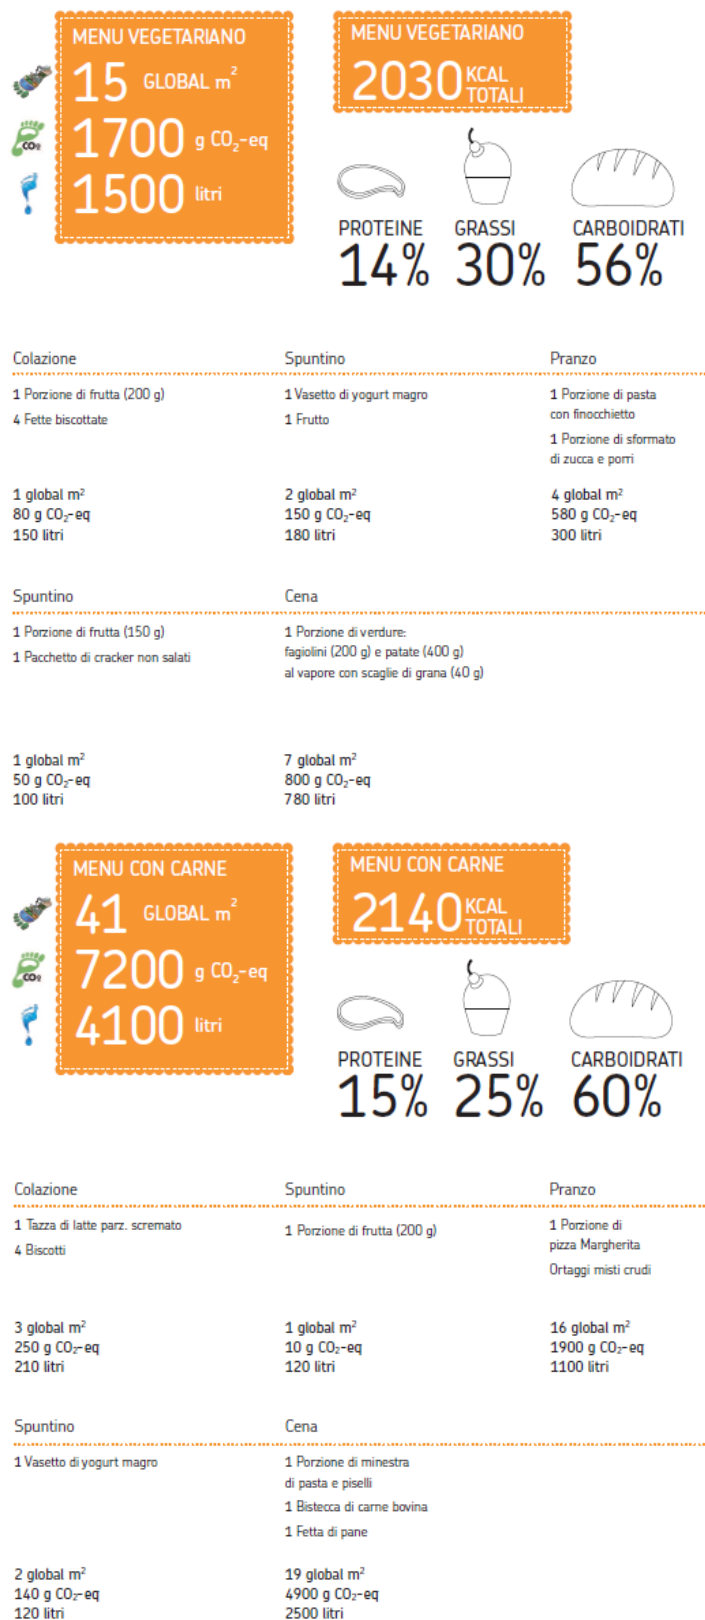 MENU VEGETARIANO
15 GLOBAL m²
1700 g CO₂-eq
1500 litri
MENU VEGETARIANO
2030 KCAL TOTALI
PROTEINE
14%
GRASSI
30%
CARBOIDRATI
56%
CO₂
Colazione
1 Porzione di frutta (200 g)
4 Fette biscottate
1 global m²
80 g CO₂-eq
150 litri
Spuntino
1 Vasetto di yogurt magro
1 Frutto
2 global m²
150 g CO₂-eq
180 litri
Pranzo
1 Porzione di pasta
con finocchietto
1 Porzione di sformato
di zucca e porri
4 global m²
580 g CO₂-eq
300 litri
Spuntino
1 Porzione di frutta (150 g)
1 Pacchetto di cracker non salati
1 global m²
50 g CO₂-eq
100 litri
Cena
1 Porzione di verdure:
fagiolini (200 g) e patate (400 g)
al vapore con scaglie di grana (40 g)
7 global m²
800 g CO₂-eq
780 litri
MENU CON CARNE
41 GLOBAL m²
7200 g CO₂-eq
4100 litri
MENU CON CARNE
2140 KCAL TOTALI
PROTEINE
15%
GRASSI
25%
CARBOIDRATI
60%
CO₂
Colazione
1 Tazza di latte parz. scremato
4 Biscotti
3 global m²
250 g CO₂-eq
210 litri
Spuntino
1 Porzione di frutta (200 g)
1 global m²
10 g CO₂-eq
120 litri
Pranzo
1 Porzione di
pizza Margherita
Ortaggi misti crudi
16 global m²
1900 g CO₂-eq
1100 litri
Spuntino
1 Vasetto di yogurt magro
2 global m²
140 g CO₂-eq
120 litri
Cena
1 Porzione di minestra
di pasta e piselli
1 Bistecca di carne bovina
1 Fetta di pane
19 global m²
4900 g CO₂-eq
2500 litri